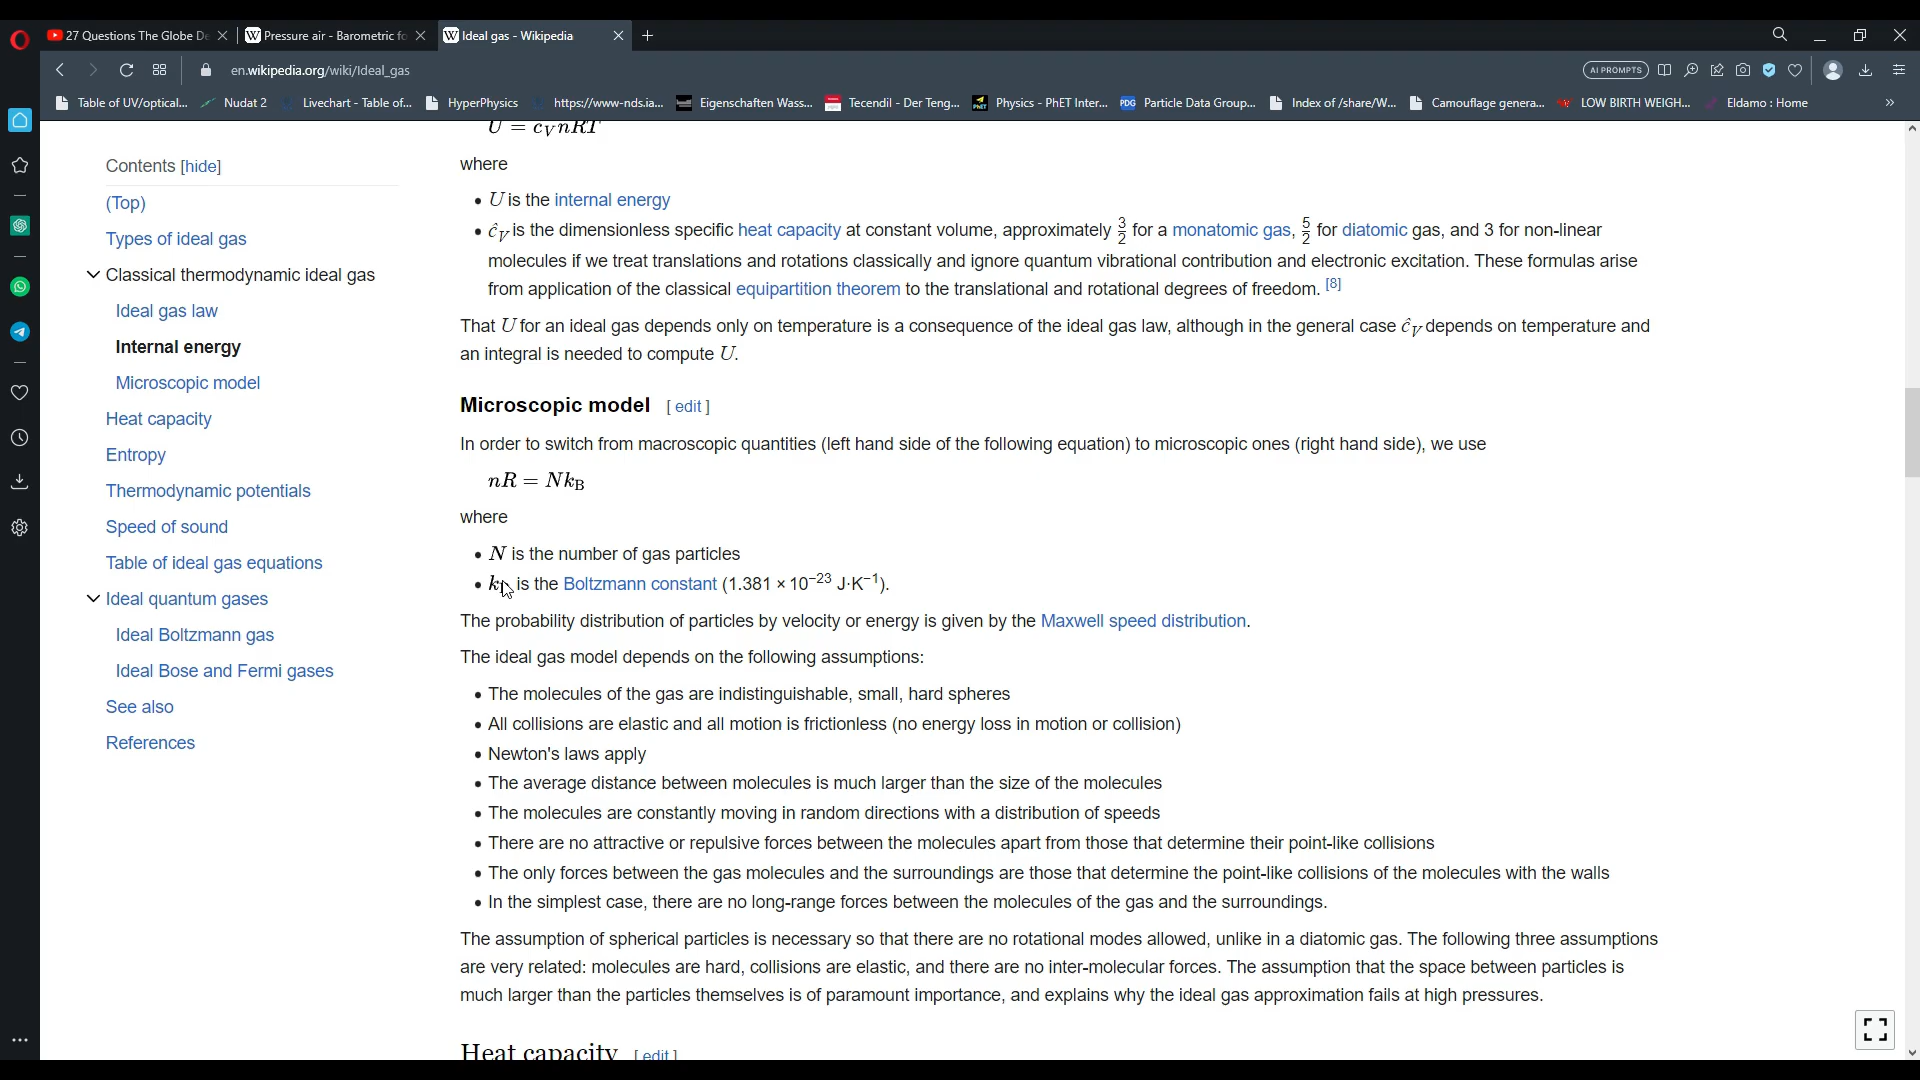 27 Questions The Globe De
Pressure air - Barometric fo
Ideal gas - Wikipedia
en.wikipedia.org/wiki/Ideal_gas
AI PROMPTS
Table of UV/optical...
Nudat 2
Livechart - Table of...
HyperPhysics
https://www-nds.ia...
Eigenschaften Wass...
Tecendil - Der Teng...
Physics - PhET Inter...
PDG
Particle Data Group...
Index of /share/W...
Camouflage genera...
LOW BIRTH WEIGH...
Eldamo : Home
Contents [hide]
(Top)
Types of ideal gas
Classical thermodynamic ideal gas
Ideal gas law
Internal energy
Microscopic model
Heat capacity
Entropy
Thermodynamic potentials
Speed of sound
Table of ideal gas equations
Ideal quantum gases
Ideal Boltzmann gas
Ideal Bose and Fermi gases
See also
References
U = c_V nRT
where
• U is the internal energy
• ĉ_V is the dimensionless specific heat capacity at constant volume, approximately 3/2 for a monatomic gas, 5/2 for diatomic gas, and 3 for non-linear
molecules if we treat translations and rotations classically and ignore quantum vibrational contribution and electronic excitation. These formulas arise
from application of the classical equipartition theorem to the translational and rotational degrees of freedom. [8]
That U for an ideal gas depends only on temperature is a consequence of the ideal gas law, although in the general case ĉ_V depends on temperature and
an integral is needed to compute U.
Microscopic model [ edit ]
In order to switch from macroscopic quantities (left hand side of the following equation) to microscopic ones (right hand side), we use
nR = Nk_B
where
• N is the number of gas particles
• k is the Boltzmann constant (1.381 × 10⁻²³ J·K⁻¹).
The probability distribution of particles by velocity or energy is given by the Maxwell speed distribution.
The ideal gas model depends on the following assumptions:
• The molecules of the gas are indistinguishable, small, hard spheres
• All collisions are elastic and all motion is frictionless (no energy loss in motion or collision)
• Newton's laws apply
• The average distance between molecules is much larger than the size of the molecules
• The molecules are constantly moving in random directions with a distribution of speeds
• There are no attractive or repulsive forces between the molecules apart from those that determine their point-like collisions
• The only forces between the gas molecules and the surroundings are those that determine the point-like collisions of the molecules with the walls
• In the simplest case, there are no long-range forces between the molecules of the gas and the surroundings.
The assumption of spherical particles is necessary so that there are no rotational modes allowed, unlike in a diatomic gas. The following three assumptions
are very related: molecules are hard, collisions are elastic, and there are no inter-molecular forces. The assumption that the space between particles is
much larger than the particles themselves is of paramount importance, and explains why the ideal gas approximation fails at high pressures.
Heat capacity [ edit ]